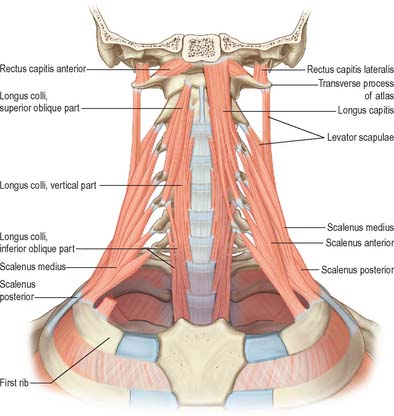 Rectus capitis anterior
Longus colli,
superior oblique part
Longus colli, vertical part
Longus colli,
inferior oblique part
Scalenus medius
Scalenus
posterior
First rib
Rectus capitis lateralis
Transverse process
of atlas
Longus capitis
Levator scapulae
Scalenus medius
Scalenus anterior
Scalenus posterior